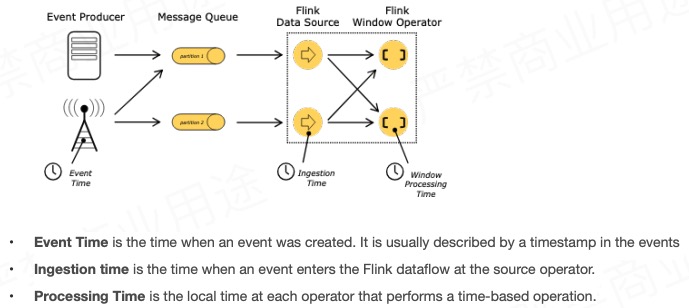 Event Producer
Message Queue
Flink
Data Source
Flink
Window Operator
partition 1
partition 2
Event
Time
Ingestion
Time
Window
Processing
Time
• Event Time is the time when an event was created. It is usually described by a timestamp in the events
• Ingestion time is the time when an event enters the Flink dataflow at the source operator.
• Processing Time is the local time at each operator that performs a time-based operation.
严禁商业用途